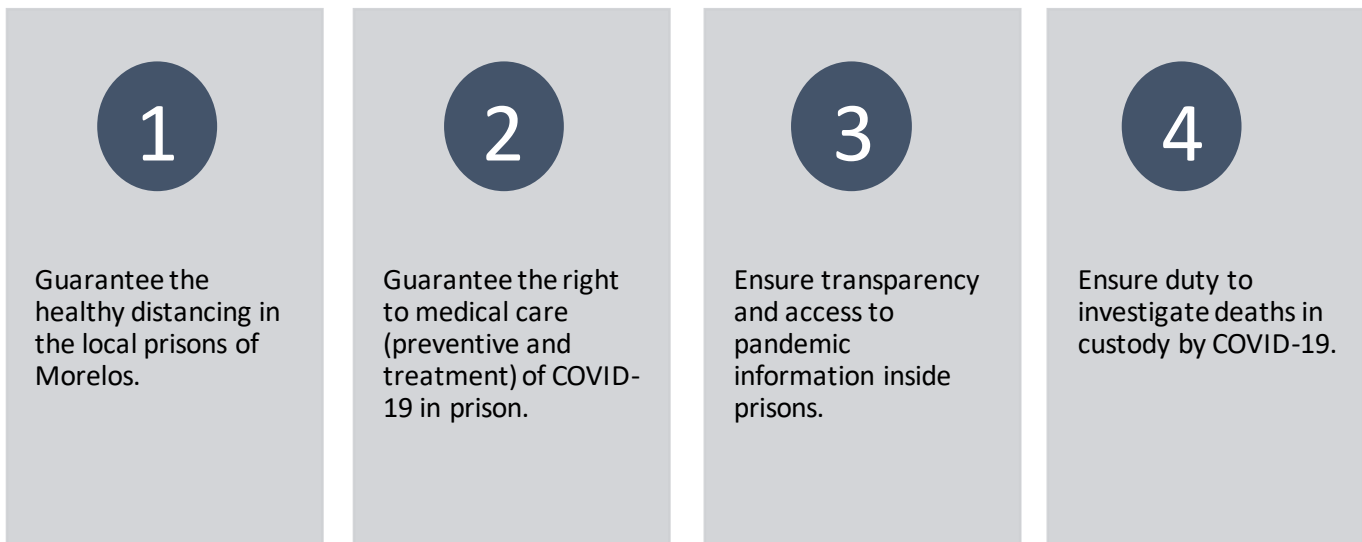 1
Guarantee the
healthy distancing in
the local prisons of
Morelos.
2
Guarantee the right
to medical care
(preventive and
treatment) of COVID-
19 in prison.
3
Ensure transparency
and access to
pandemic
information inside
prisons.
4
Ensure duty to
investigate deaths in
custody by COVID-19.